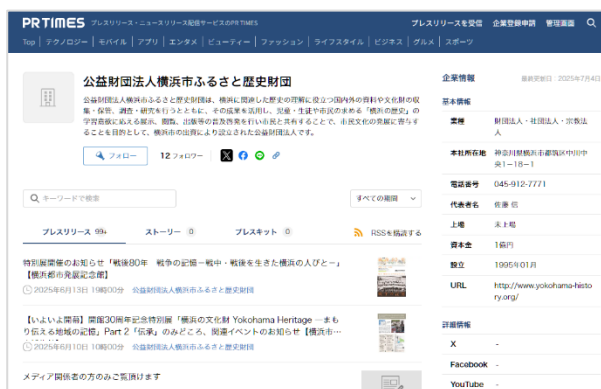 PRTIMES プレスリリース・ニュースリリース配信サービスのPR TIMES
プレスリリースを受信 企業登録申請 管理画面
Top テクノロジー モバイル アプリ エンタメ ビューティー ファッション ライフスタイル ビジネス グルメ スポーツ
公益財団法人横浜市ふるさと歴史財団
公益財団法人横浜市ふるさと歴史財団は、横浜に関連した歴史の理解に役立つ国内外の資料や文化財の収
集・保管、調査・研究を行うとともに、その成果を活用し、児童・生徒や市民の求める「横浜の歴史」の
学習意欲に応える展示、閲覧、出版等の普及啓発を行い市民と共有することで、市民文化の発展に寄与す
ることを目的として、横浜市の出資により設立された公益財団法人です。
フォロー 12 フォロワー
キーワードで検索 すべての期間
プレスリリース 99+ ストーリー 0 プレスキット 0 RSSを購読する
特別展開催のお知らせ「戦後80年 戦争の記憶－戦中・戦後を生きた横浜の人びと－」
【横浜都市発展記念館】
2025年6月13日 19時00分 公益財団法人横浜市ふるさと歴史財団
【いよいよ開幕】開館30周年記念特別展「横浜の文化財 Yokohama Heritage ―まも
り伝える地域の記憶」Part 2「伝承」のみどころ、関連イベントのお知らせ【横浜市…
2025年6月10日 10時00分 公益財団法人横浜市ふるさと歴史財団
メディア関係者の方のみご覧頂けます
企業情報 最終更新日：2025年7月4日
基本情報
業種 財団法人・社団法人・宗教法
人
本社所在地 神奈川県横浜市都筑区中川中
央1-18-1
電話番号 045-912-7771
代表者名 佐藤 信
上場 未上場
資本金 1億円
設立 1995年01月
URL http://www.yokohama-histo
ry.org/
詳細情報
X -
Facebook -
YouTube -